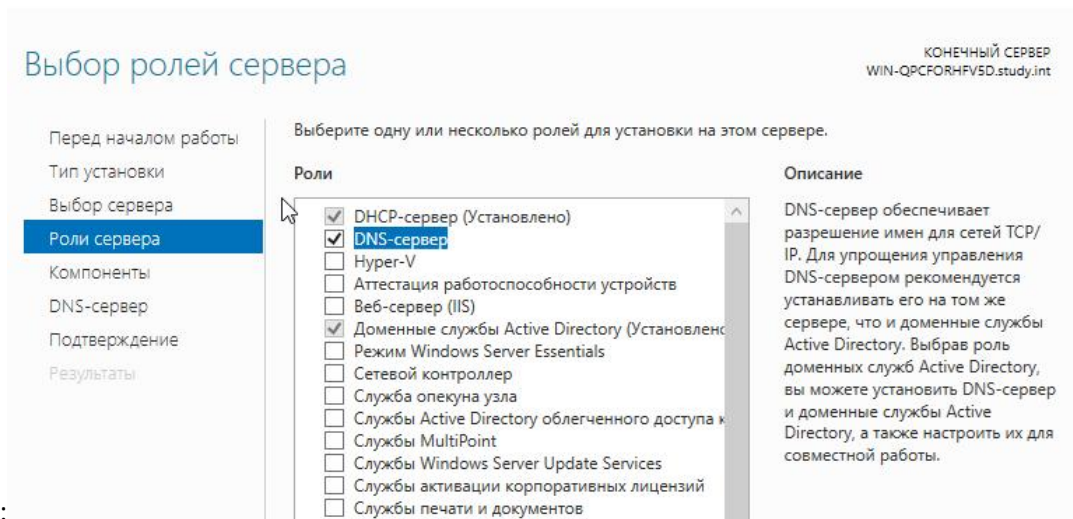 Выбор ролей сервера
КОНЕЧНЫЙ СЕРВЕР
WIN-QPCFORHFV5D.study.int
Перед началом работы
Тип установки
Выбор сервера
Роли сервера
Компоненты
DNS-сервер
Подтверждение
Результаты
Выберите одну или несколько ролей для установки на этом сервере.
Роли
DHCP-сервер (Установлено)
DNS-сервер
Hyper-V
Аттестация работоспособности устройств
Веб-сервер (IIS)
Доменные службы Active Directory (Установлено
Режим Windows Server Essentials
Сетевой контроллер
Служба опекуна узла
Службы Active Directory облегченного доступа к
Службы MultiPoint
Службы Windows Server Update Services
Службы активации корпоративных лицензий
Службы печати и документов
Описание
DNS-сервер обеспечивает
разрешение имен для сетей TCP/
IP. Для упрощения управления
DNS-сервером рекомендуется
устанавливать его на том же
сервере, что и доменные службы
Active Directory. Выбрав роль
доменных служб Active Directory,
вы можете установить DNS-сервер
и доменные службы Active
Directory, а также настроить их для
совместной работы.
: